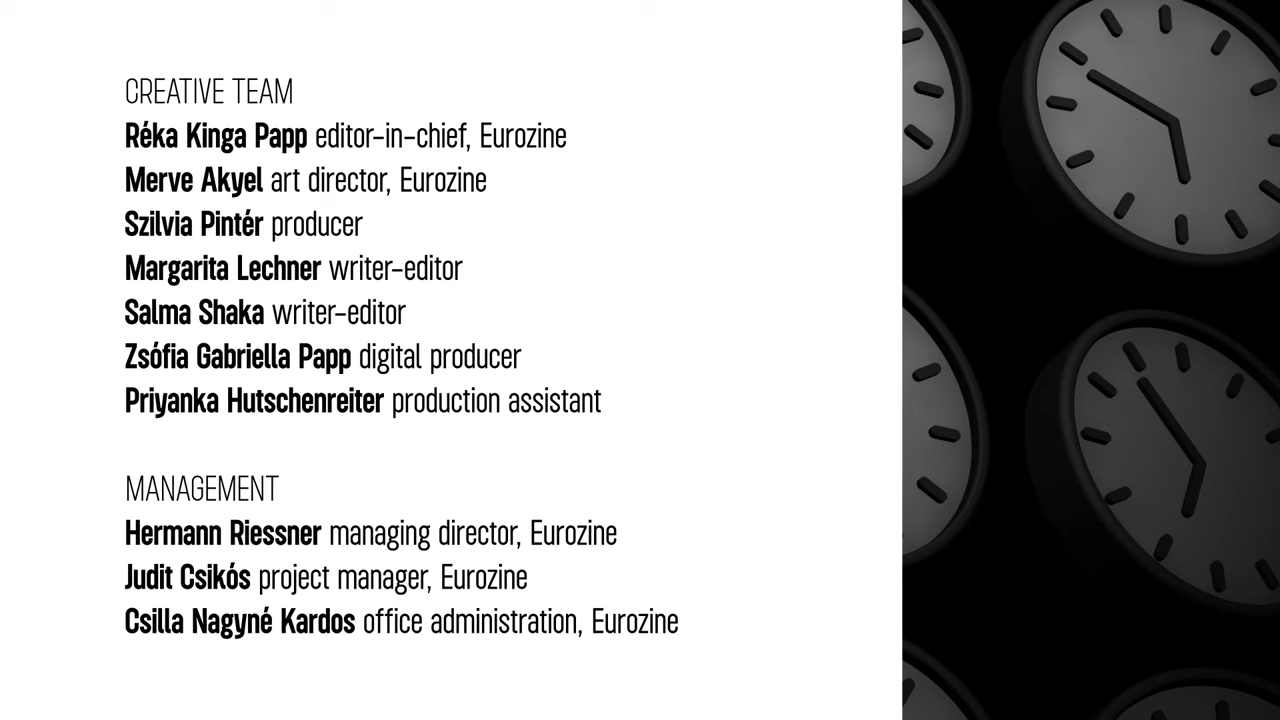 CREATIVE TEAM
Réka Kinga Papp editor-in-chief, Eurozine
Merve Akyel art director, Eurozine
Szilvia Pintér producer
Margarita Lechner writer-editor
Salma Shaka writer-editor
Zsófia Gabriella Papp digital producer
Priyanka Hutschenreiter production assistant
MANAGEMENT
Hermann Riessner managing director, Eurozine
Judit Csikós project manager, Eurozine
Csilla Nagyné Kardos office administration, Eurozine